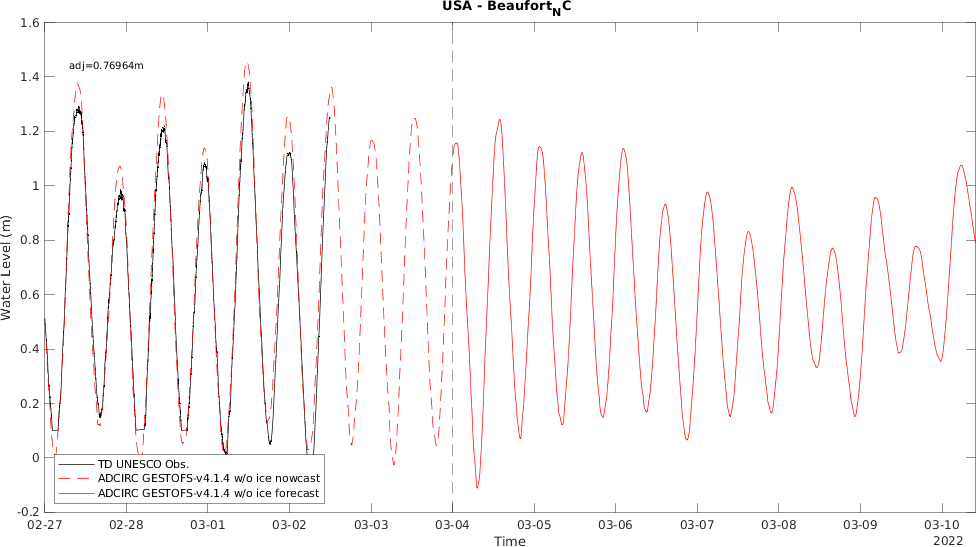 USA - Beaufort_NC
adj=0.76964m
Water Level (m)
1.6
1.4
1.2
1
0.8
0.6
0.4
0.2
0
-0.2
TD UNESCO Obs.
ADCIRC GESTOFS-v4.1.4 w/o ice nowcast
ADCIRC GESTOFS-v4.1.4 w/o ice forecast
02-27 02-28 03-01 03-02 03-03 03-04 03-05 03-06 03-07 03-08 03-09 03-10
Time
2022